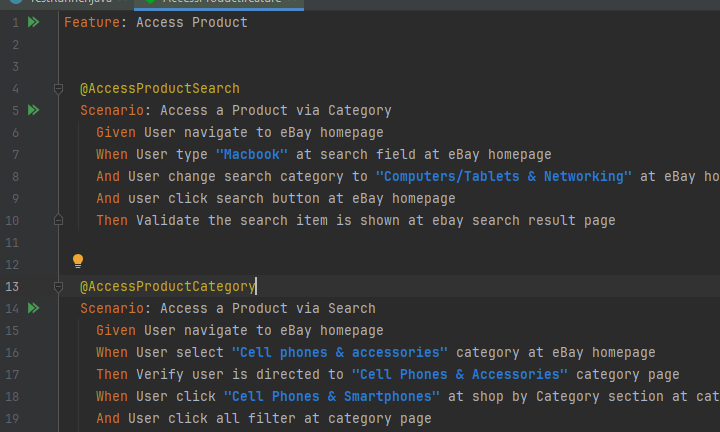 1 Feature: Access Product
2
3
4 @AccessProductSearch
5 Scenario: Access a Product via Category
6 Given User navigate to eBay homepage
7 When User type "Macbook" at search field at eBay homepage
8 And User change search category to "Computers/Tablets & Networking" at eBay ho
9 And user click search button at eBay homepage
10 Then Validate the search item is shown at ebay search result page
11
12
13 @AccessProductCategory
14 Scenario: Access a Product via Search
15 Given User navigate to eBay homepage
16 When User select "Cell phones & accessories" category at eBay homepage
17 Then Verify user is directed to "Cell Phones & Accessories" category page
18 When User click "Cell Phones & Smartphones" at shop by Category section at cat
19 And User click all filter at category page